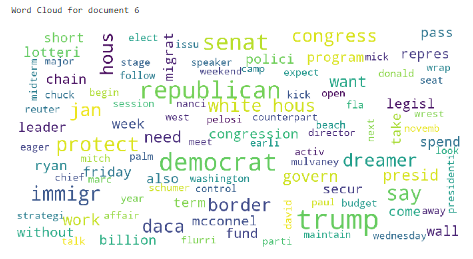 Word Cloud for document 6
short
elect
issu
senat
congress
pass
lotteri
hous
migrat
polici
program
mick
repres
major
stage
speaker
midterm
chain
follow
weekend
camp
expect
donald
wrap
chuck
begin
republican
want
seat
reuter
jan
session
nanci
white hous
kick
open
legisl
leader
week
west
pelosi
counterpart
fla
novemb
wrest
eager
protect
need
congression
beach
director
next
take
spend
mitch
meet
earli
activ
look
ryan
friday
palm
democrat
mulvaney
dreamer
chief
marc
also
washington
govern
presid
presidenti
immigr
schumer
control
secur
say
year
term
border
trump
david
paul
budget
strategi
work
affair
daca
mcconnel
come
away
without
billion
fund
maintain
wednesday
wall
talk
flurri
parti